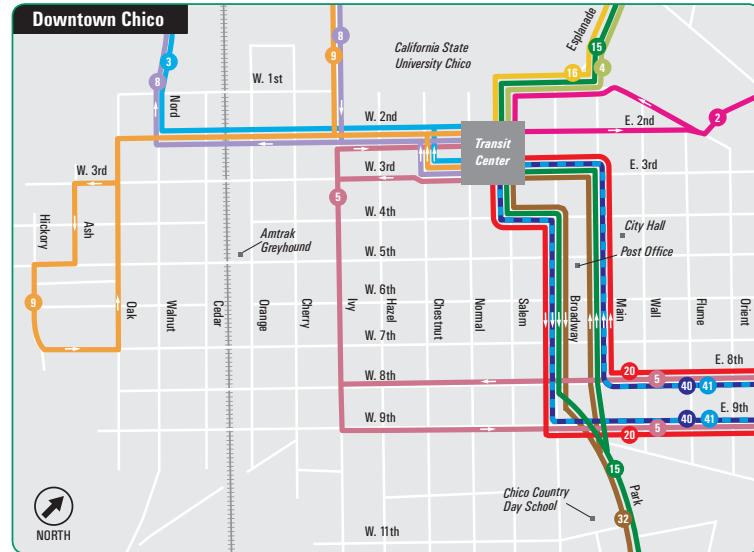 Downtown Chico
8
3
8
Nord
W. 1st
9
8
California State
University Chico
Esplanade
15
16
4
2
W. 2nd
E. 2nd
Transit
Center
W. 3rd
W. 3rd
E. 3rd
5
W. 4th
City Hall
Hickory
Ash
Amtrak
Greyhound
W. 5th
Post Office
9
Oak
Walnut
Cedar
Orange
Cherry
Ivy
W. 6th
Hazel
Chestnut
Normal
Salem
Broadway
Main
Wall
Flume
Orient
W. 7th
E. 8th
W. 8th
20
5
40
41
W. 9th
E. 9th
40
41
5
20
15
Park
Chico Country
Day School
32
NORTH
W. 11th